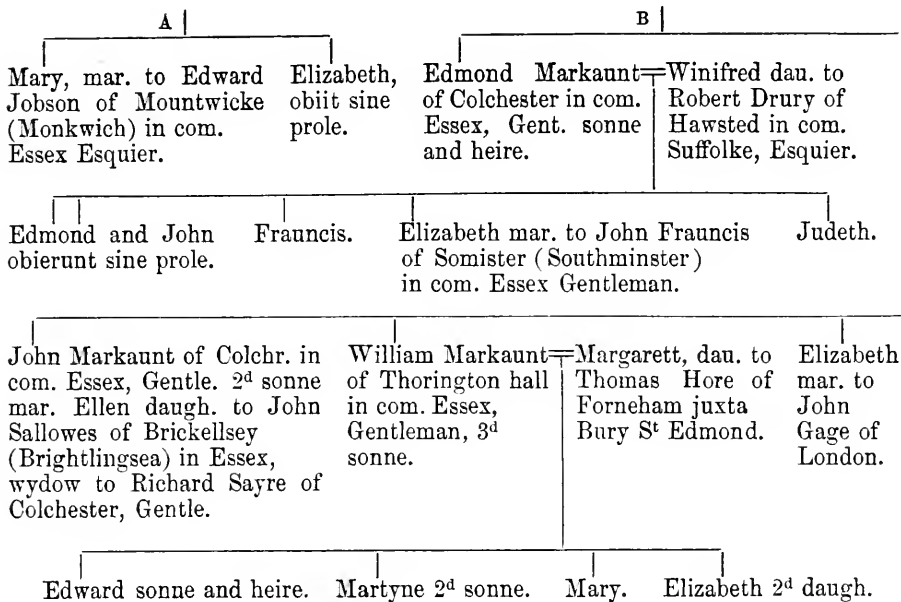 A
B
Mary, mar. to Edward
Jobson of Mountwicke
(Monkwich) in com.
Essex Esquier.
Elizabeth,
obiit sine
prole.
Edmond Markaunt
of Colchester in com.
Essex, Gent. sonne
and heire.
Winifred dau. to
Robert Drury of
Hawsted in com.
Suffolke, Esquier.
Edmond and John
obierunt sine prole.
Frauncis.
Elizabeth mar. to John Frauncis
of Somister (Southminster)
in com. Essex Gentleman.
Judeth.
John Markaunt of Colchr. in
com. Essex, Gentle. 2d sonne
mar. Ellen daugh. to John
Sallowes of Brickellsey
(Brightlingsea) in Essex,
wydow to Richard Sayre of
Colchester, Gentle.
William Markaunt
of Thorington hall
in com. Essex,
Gentleman, 3d
sonne.
Margarett, dau. to
Thomas Hore of
Forneham juxta
Bury St Edmond.
Elizabeth
mar. to
John
Gage of
London.
Edward sonne and heire.
Martyne 2d sonne.
Mary.
Elizabeth 2d daugh.